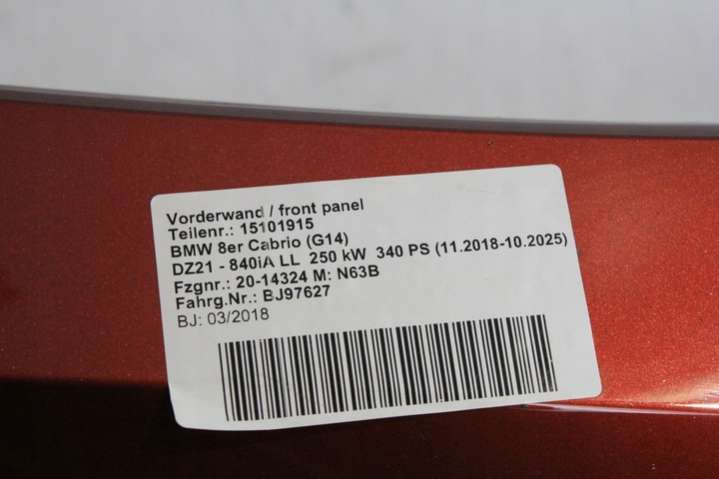 Vorderwand / front panel
Teilenr.: 15101915
BMW 8er Cabrio (G14)
DZ21 - 840iA LL 250 kW 340 PS (11.2018-10.2025)
Fzgnr.: 20-14324 M: N63B
Fahrg.Nr.: BJ97627
BJ: 03/2018